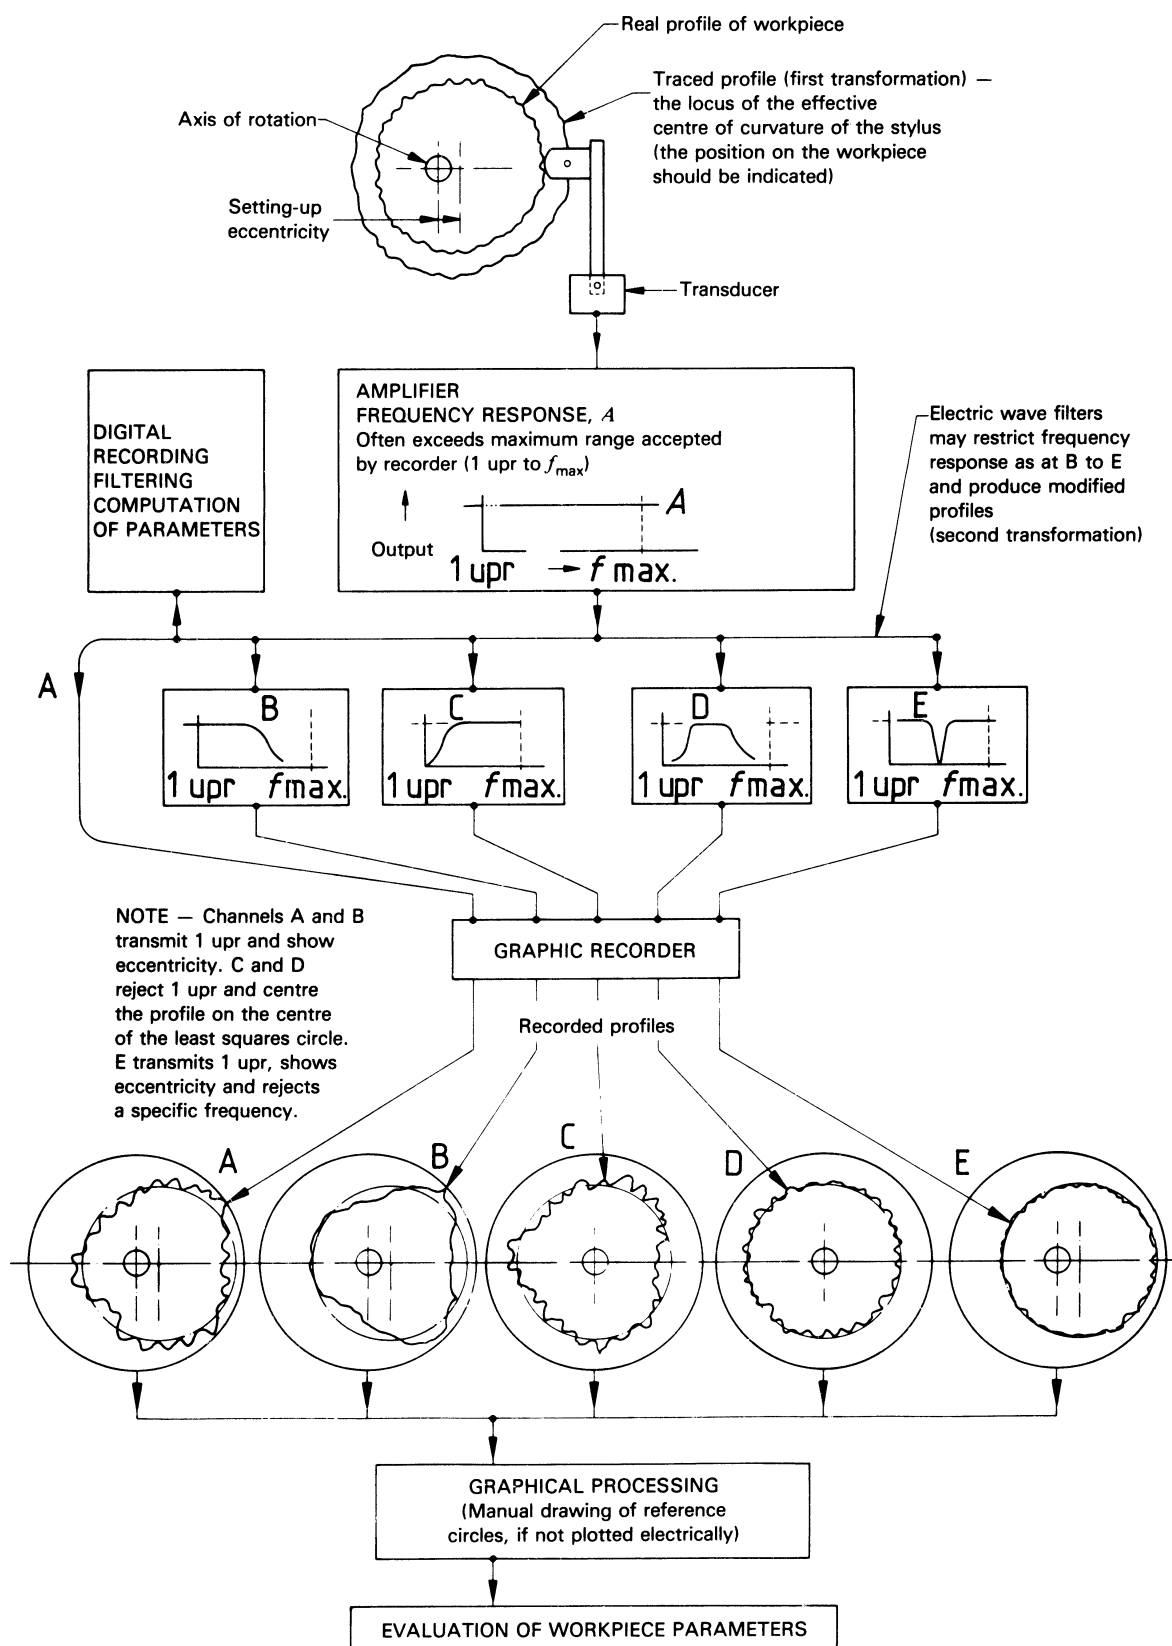 Real profile of workpiece
Traced profile (first transformation) —
the locus of the effective
centre of curvature of the stylus
(the position on the workpiece
should be indicated)
Axis of rotation
Setting-up
eccentricity
Transducer
DIGITAL
RECORDING
FILTERING
COMPUTATION
OF PARAMETERS
AMPLIFIER
FREQUENCY RESPONSE, A
Often exceeds maximum range accepted
by recorder (1 upr to fmax)
A
Output
1 upr f max.
Electric wave filters
may restrict frequency
response as at B to E
and produce modified
profiles
(second transformation)
A
B
1 upr fmax.
C
1 upr fmax.
D
1 upr fmax.
E
1 upr fmax.
NOTE — Channels A and B
transmit 1 upr and show
eccentricity. C and D
reject 1 upr and centre
the profile on the centre
of the least squares circle.
E transmits 1 upr, shows
eccentricity and rejects
a specific frequency.
GRAPHIC RECORDER
Recorded profiles
A
B
C
D
E
GRAPHICAL PROCESSING
(Manual drawing of reference
circles, if not plotted electrically)
EVALUATION OF WORKPIECE PARAMETERS